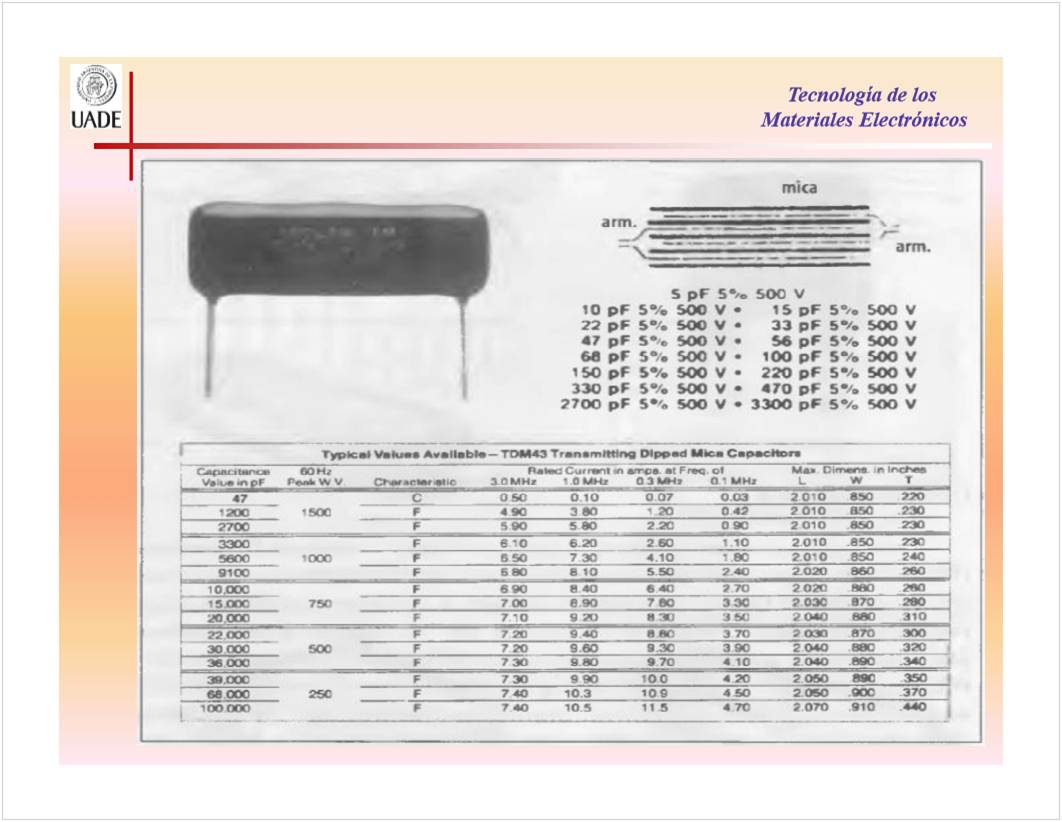 UADE
Tecnología de los
Materiales Electrónicos
mica
arm.
arm.
5 pF 5% 500 V
10 pF 5% 500 V • 15 pF 5% 500 V
22 pF 5% 500 V • 33 pF 5% 500 V
47 pF 5% 500 V • 56 pF 5% 500 V
68 pF 5% 500 V • 100 pF 5% 500 V
150 pF 5% 500 V • 220 pF 5% 500 V
330 pF 5% 500 V • 470 pF 5% 500 V
2700 pF 5% 500 V • 3300 pF 5% 500 V
Typical Values Available — TDM43 Transmitting Dipped Mica Capacitors
Capacitance 60 Hz Rated Current in amps. at Freq. of Max. Dimens. in Inches
Value in pF Peak W.V. Characteristic 3.0 MHz 1.0 MHz 0.3 MHz 0.1 MHz L W T
47 C 0.50 0.10 0.07 0.03 2.010 .850 .220
1200 1500 F 4.90 3.80 1.20 0.42 2.010 .850 .230
2700 F 5.90 5.80 2.20 0.90 2.010 .850 .230
3300 F 6.10 6.20 2.60 1.10 2.010 .850 .230
5600 1000 F 6.50 7.30 4.10 1.80 2.010 .850 .240
9100 F 6.80 8.10 5.50 2.40 2.020 .860 .260
10,000 F 6.90 8.40 6.40 2.70 2.020 .860 .260
15,000 750 F 7.00 8.90 7.80 3.30 2.030 .870 .280
20,000 F 7.10 9.20 8.30 3.50 2.040 .880 .310
22,000 F 7.20 9.40 8.80 3.70 2.030 .870 .300
30,000 500 F 7.20 9.60 9.30 3.90 2.040 .880 .320
36,000 F 7.30 9.80 9.70 4.10 2.040 .890 .340
39,000 F 7.30 9.90 10.0 4.20 2.050 .890 .350
68,000 250 F 7.40 10.3 10.9 4.50 2.050 .900 .370
100,000 F 7.40 10.5 11.5 4.70 2.070 .910 .440